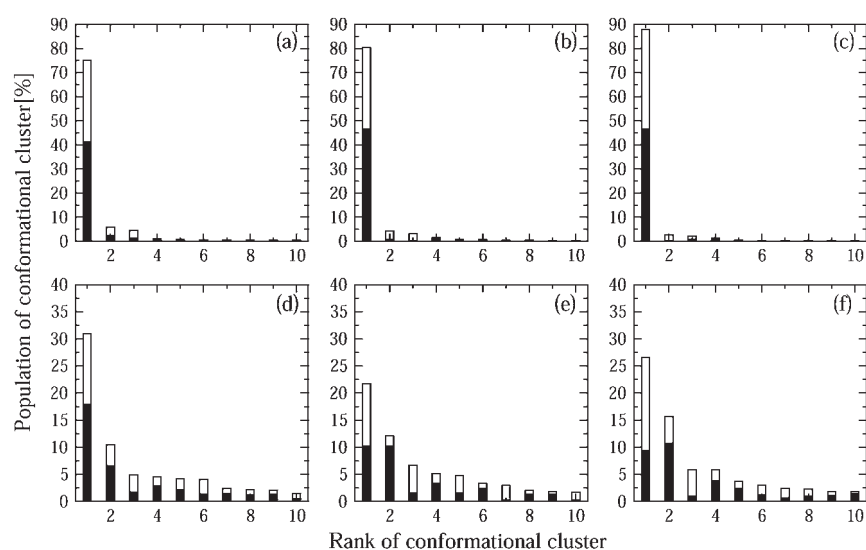 Population of conformational cluster[%]
90 80 70 60 50 40 30 20 10 0
(a)
2 4 6 8 10
90 80 70 60 50 40 30 20 10 0
(b)
2 4 6 8 10
90 80 70 60 50 40 30 20 10 0
(c)
2 4 6 8 10
40 35 30 25 20 15 10 5 0
(d)
2 4 6 8 10
40 35 30 25 20 15 10 5 0
(e)
2 4 6 8 10
40 35 30 25 20 15 10 5 0
(f)
2 4 6 8 10
Rank of conformational cluster